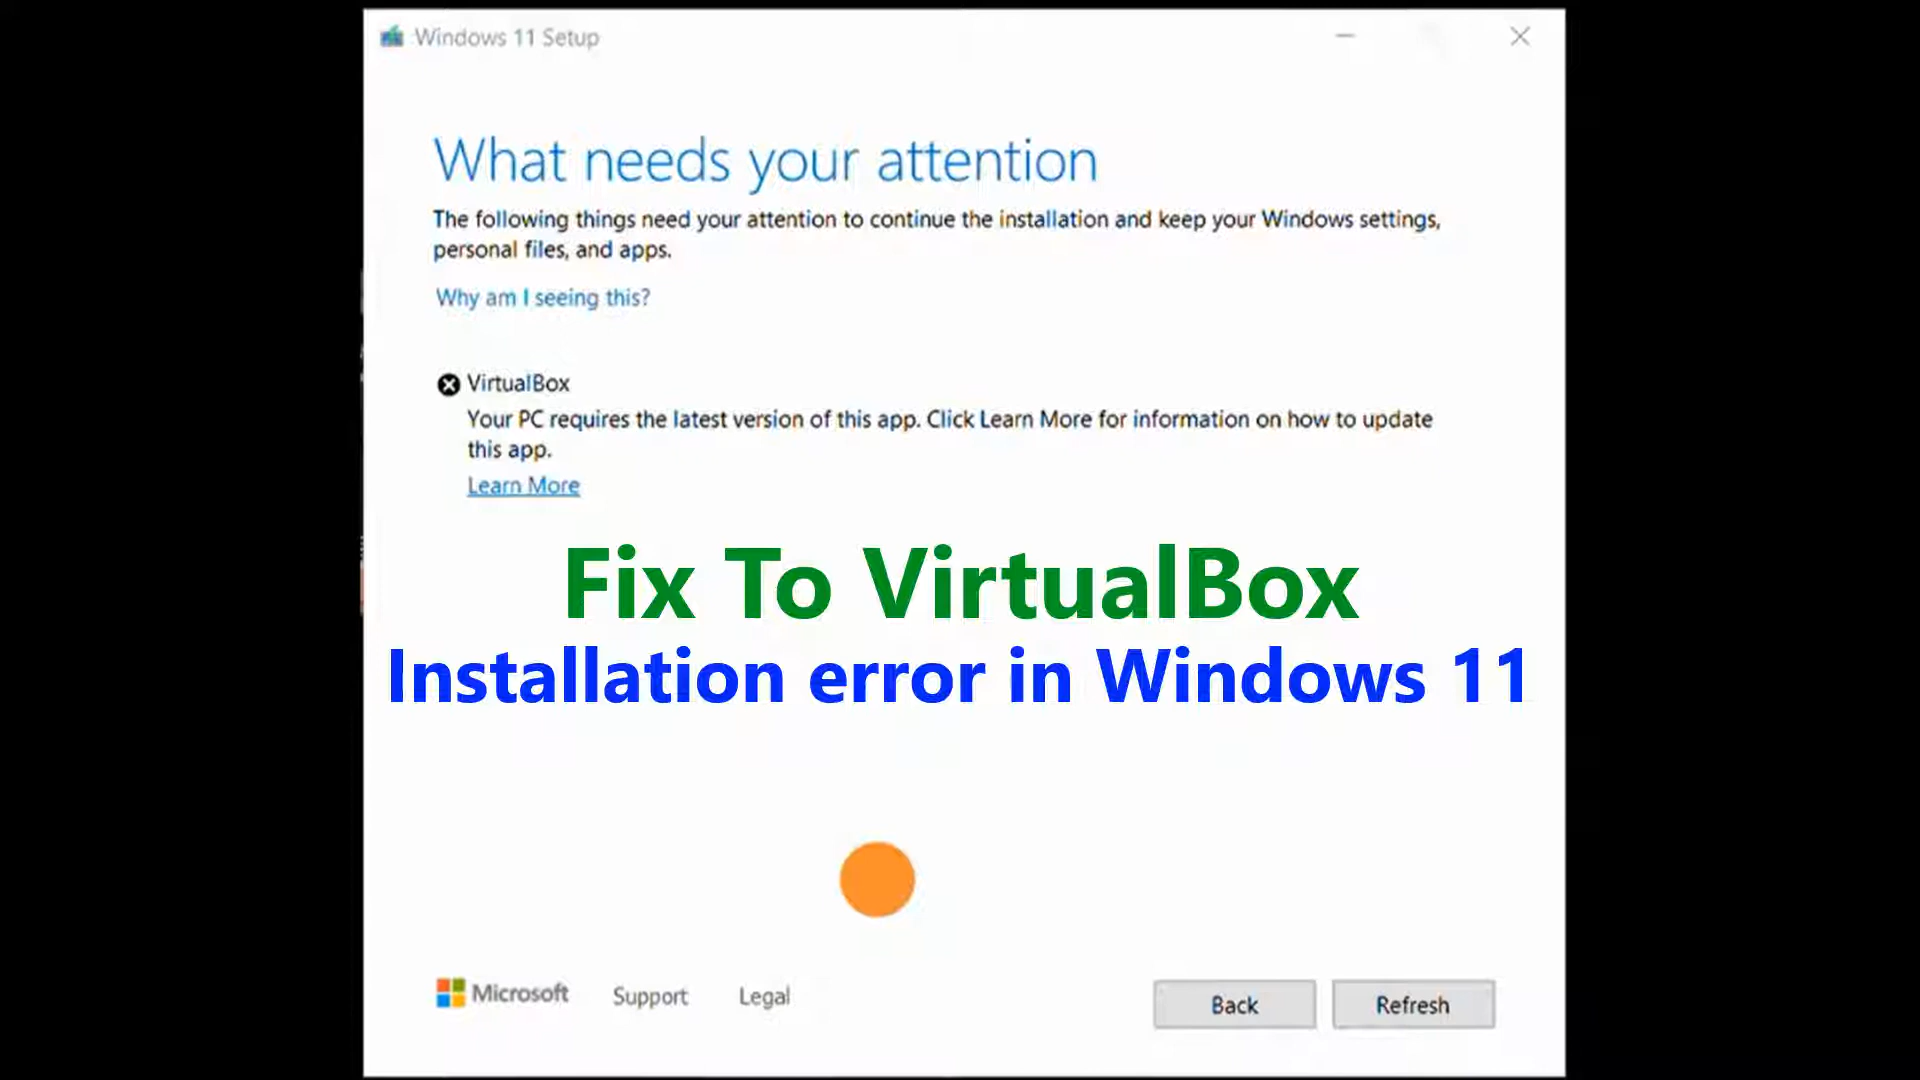 Windows 11 Setup
What needs your attention
The following things need your attention to continue the installation and keep your Windows settings,
personal files, and apps.
Why am I seeing this?
VirtualBox
Your PC requires the latest version of this app. Click Learn More for information on how to update
this app.
Learn More
Fix To VirtualBox
Installation error in Windows 11
Microsoft Support Legal Back Refresh